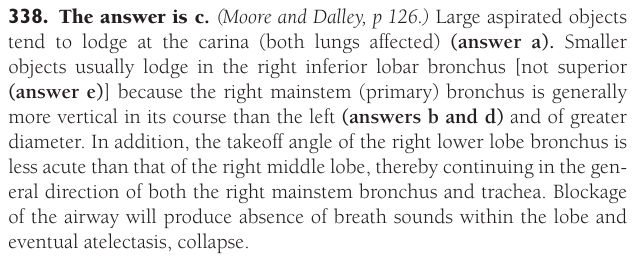 338. The answer is c. (Moore and Dalley, p 126.) Large aspirated objects
tend to lodge at the carina (both lungs affected) (answer a). Smaller
objects usually lodge in the right inferior lobar bronchus [not superior
(answer e)] because the right mainstem (primary) bronchus is generally
more vertical in its course than the left (answers b and d) and of greater
diameter. In addition, the takeoff angle of the right lower lobe bronchus is
less acute than that of the right middle lobe, thereby continuing in the gen-
eral direction of both the right mainstem bronchus and trachea. Blockage
of the airway will produce absence of breath sounds within the lobe and
eventual atelectasis, collapse.